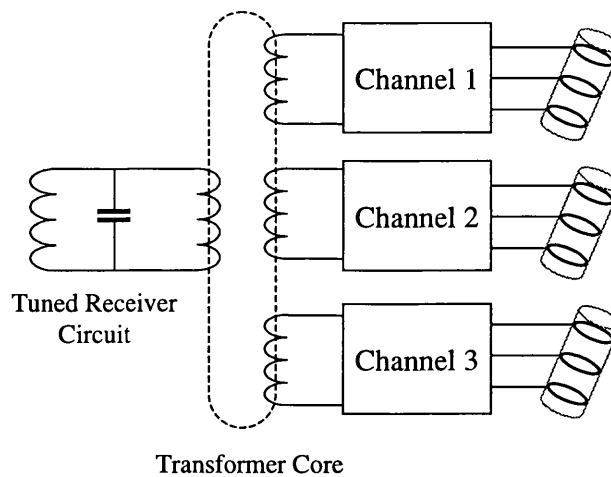 Channel 1
Channel 2
Tuned Receiver
Circuit
Channel 3
Transformer Core